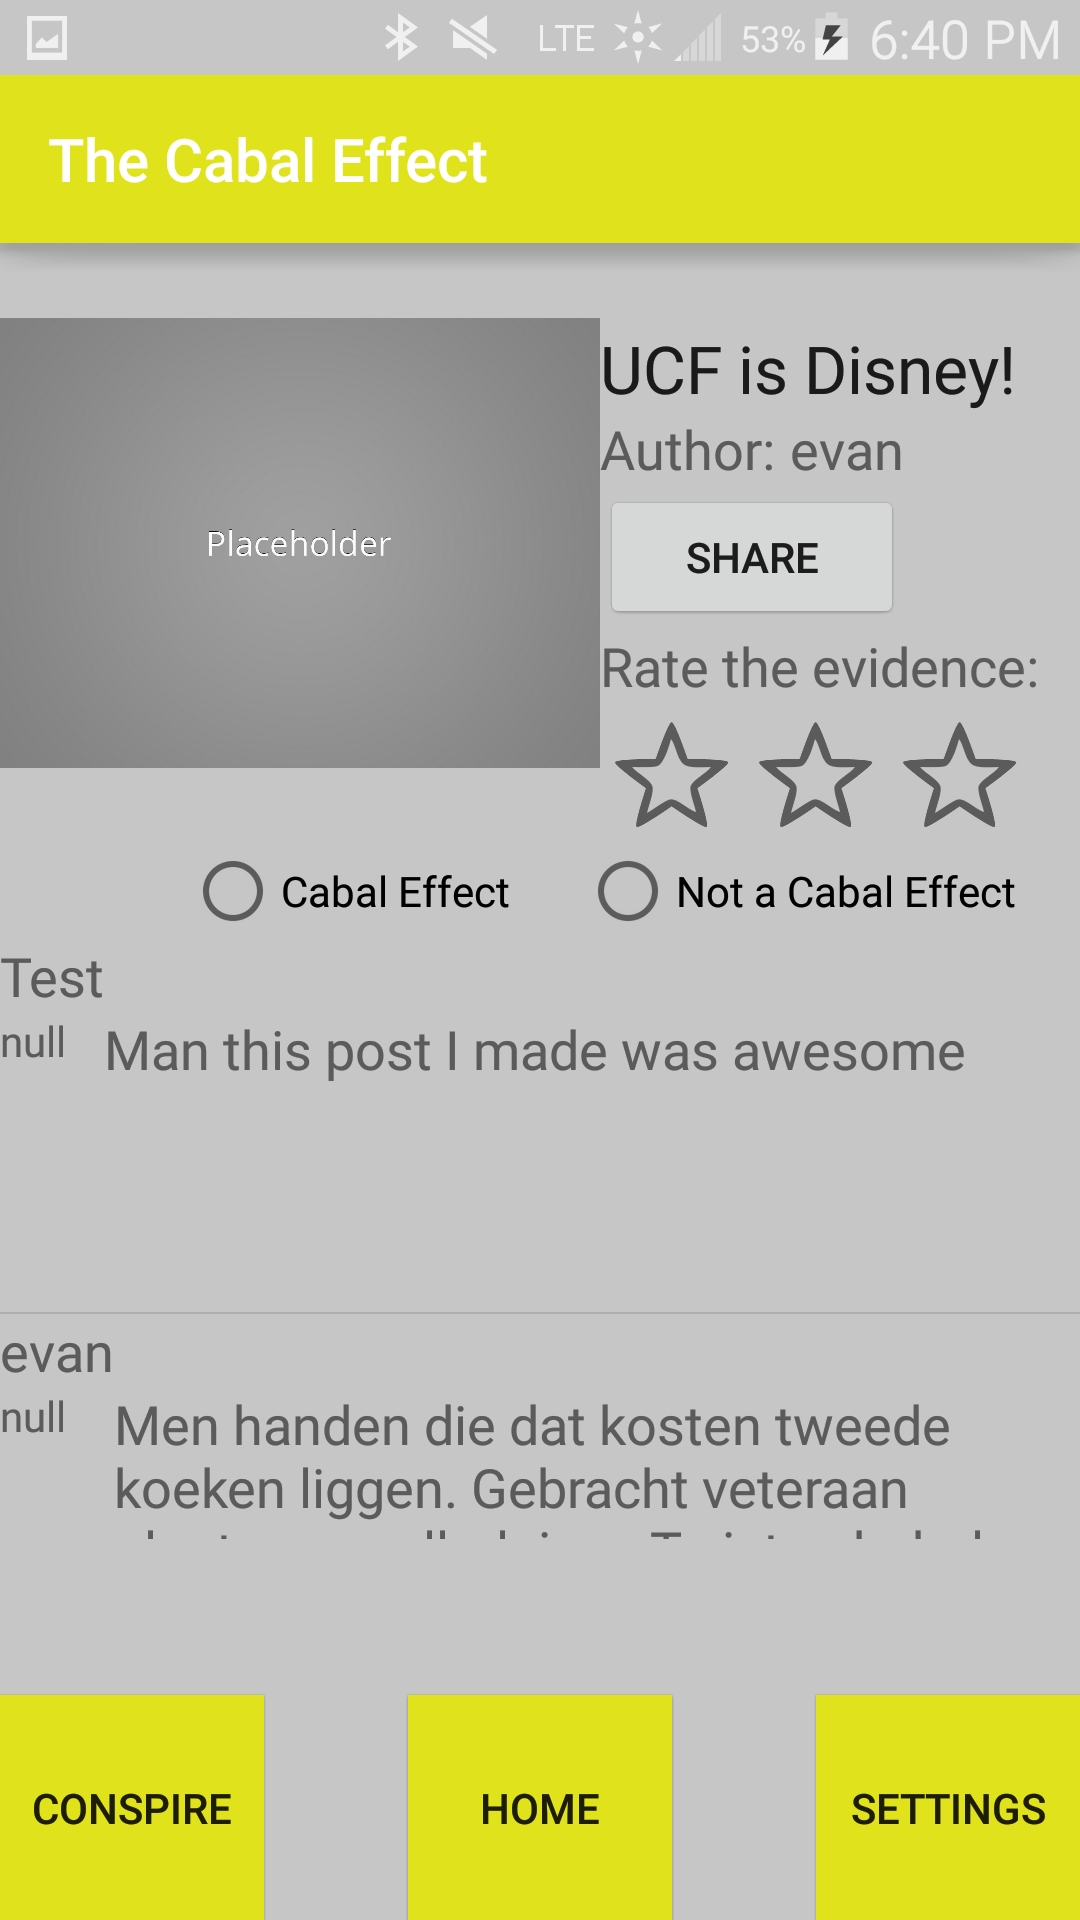 LTE 53% 6:40 PM
The Cabal Effect
Placeholder
UCF is Disney!
Author: evan
SHARE
Rate the evidence:
Cabal Effect
Not a Cabal Effect
Test
null Man this post I made was awesome
evan
null Men handen die dat kosten tweede
koeken liggen. Gebracht veteraan
CONSPIRE
HOME
SETTINGS